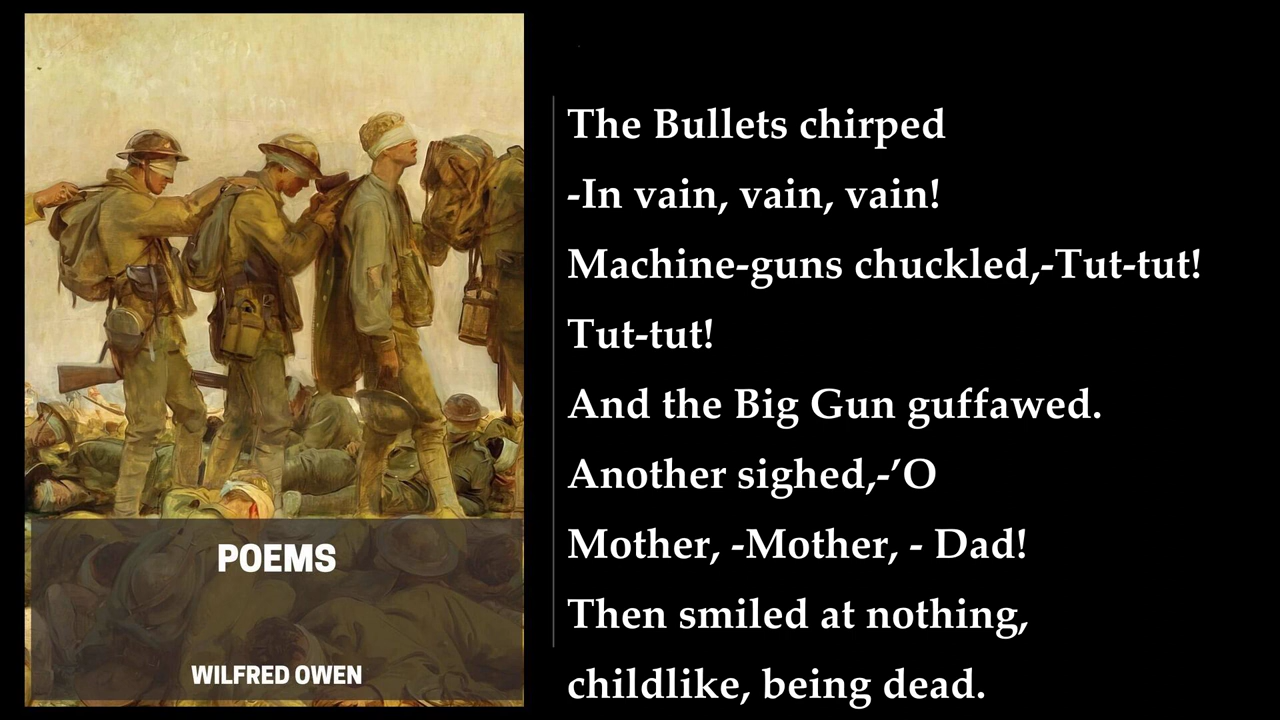 POEMS
WILFRED OWEN
The Bullets chirped
-In vain, vain, vain!
Machine-guns chuckled,-Tut-tut!
Tut-tut!
And the Big Gun guffawed.
Another sighed,-’O
Mother, -Mother, - Dad!
Then smiled at nothing,
childlike, being dead.